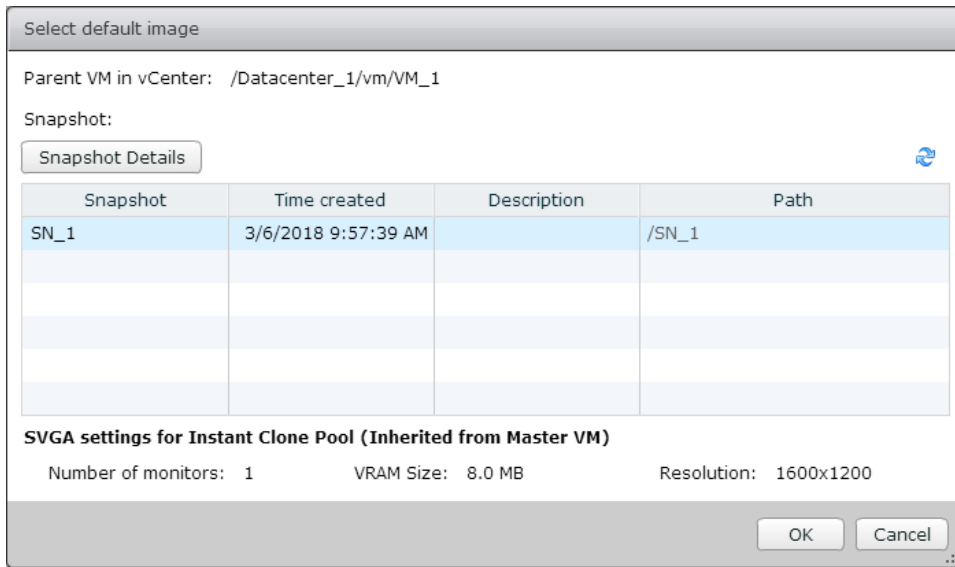 Select default image
Parent VM in vCenter: /Datacenter_1/vm/VM_1
Snapshot:
Snapshot Details
Snapshot Time created Description Path
SN_1 3/6/2018 9:57:39 AM /SN_1
SVGA settings for Instant Clone Pool (Inherited from Master VM)
Number of monitors: 1 VRAM Size: 8.0 MB Resolution: 1600x1200
OK Cancel